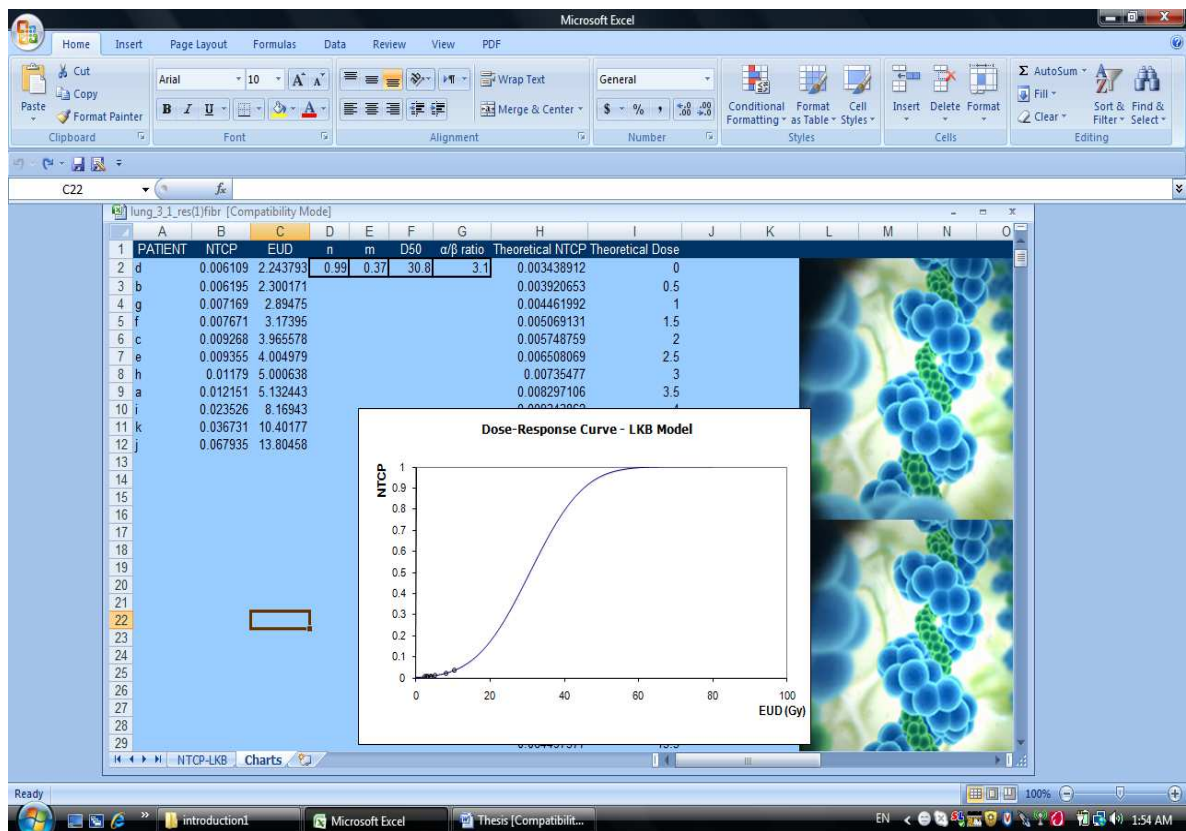 Microsoft Excel
Home Insert Page Layout Formulas Data Review View PDF
Cut
Copy
Format Painter
Paste
Clipboard
Arial 10
B I U
Font
Wrap Text
Merge & Center
Alignment
General
$ % ,
Number
Conditional Formatting
Format as Table
Cell Styles
Styles
Insert Delete Format
Cells
AutoSum
Fill
Clear
Sort & Filter
Find & Select
Editing
C22 fx
lung_3_1_res(1)fibr [Compatibility Mode]
A B C D E F G H I J K L M N O
1 PATIENT NTCP EUD n m D50 α/β ratio Theoretical NTCP Theoretical Dose
2 d 0.006109 2.243793 0.99 0.37 30.8 3.1 0.003438912 0
3 b 0.006195 2.300171 0.003920653 0.5
4 g 0.007169 2.89475 0.004461992 1
5 f 0.007671 3.17395 0.005069131 1.5
6 c 0.009268 3.965578 0.005748759 2
7 e 0.009355 4.004979 0.006508069 2.5
8 h 0.01179 5.000638 0.00735477 3
9 a 0.012151 5.132443 0.008297106 3.5
10 i 0.023526 8.16943
11 k 0.036731 10.40177
12 j 0.067935 13.80458
13
14
15
16
17
18
19
20
21
22
23
24
25
26
27
28
29
Dose-Response Curve - LKB Model
NTCP
1
0.9
0.8
0.7
0.6
0.5
0.4
0.3
0.2
0.1
0
0 20 40 60 80 100
EUD (Gy)
NTCP-LKB Charts
Ready
100%
introduction1
Microsoft Excel
Thesis [Compatibilit...
EN
1:54 AM